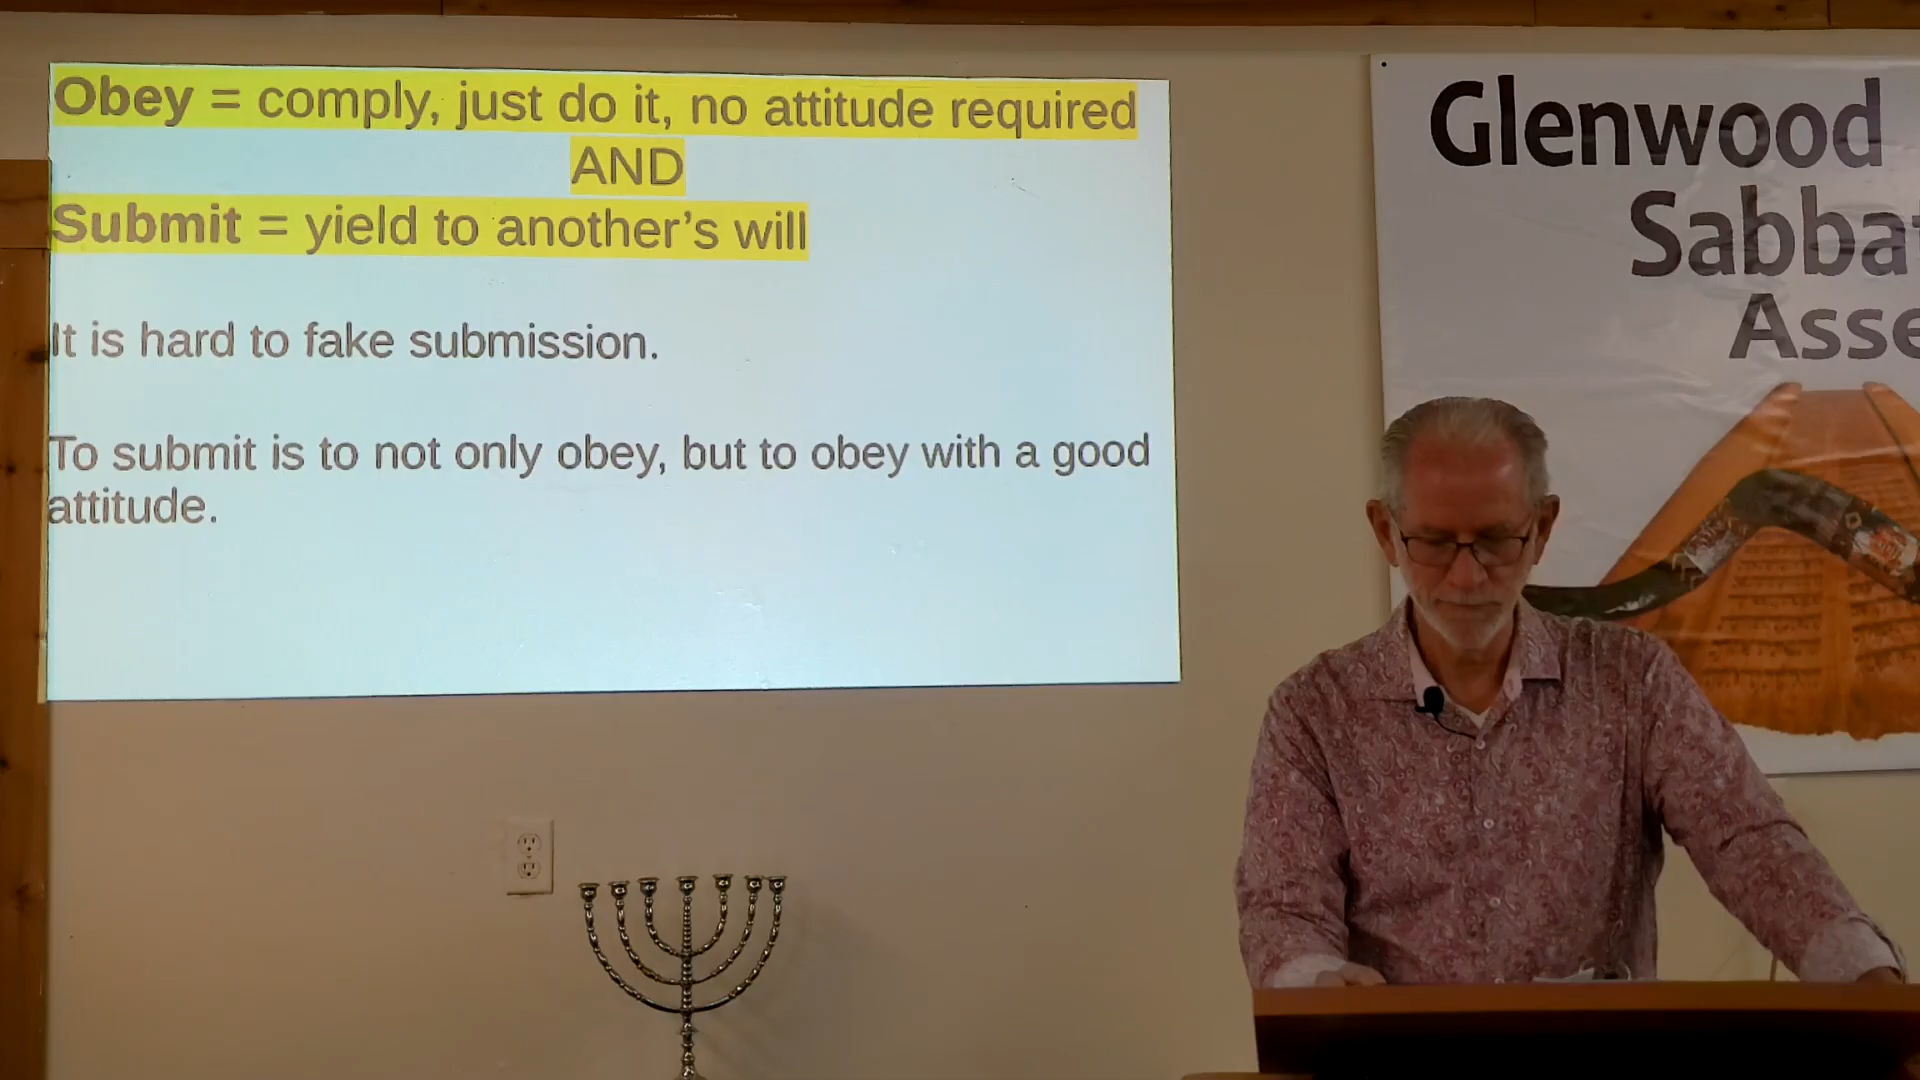 Obey = comply, just do it, no attitude required
AND
Submit = yield to another’s will
It is hard to fake submission.
To submit is to not only obey, but to obey with a good
attitude.
Glenwood
Sabba
Asse